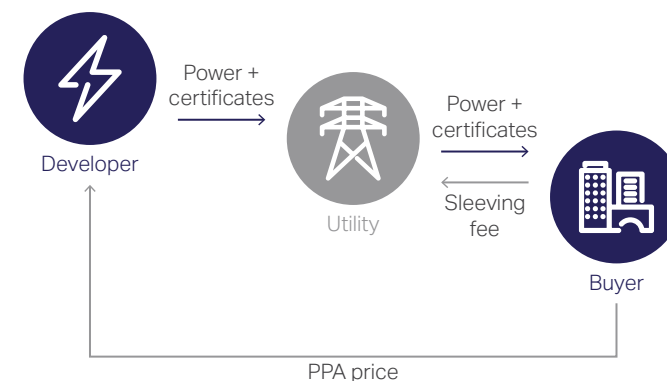 Power +
certificates
Developer
Power +
certificates
Utility
Sleeving
fee
Buyer
PPA price